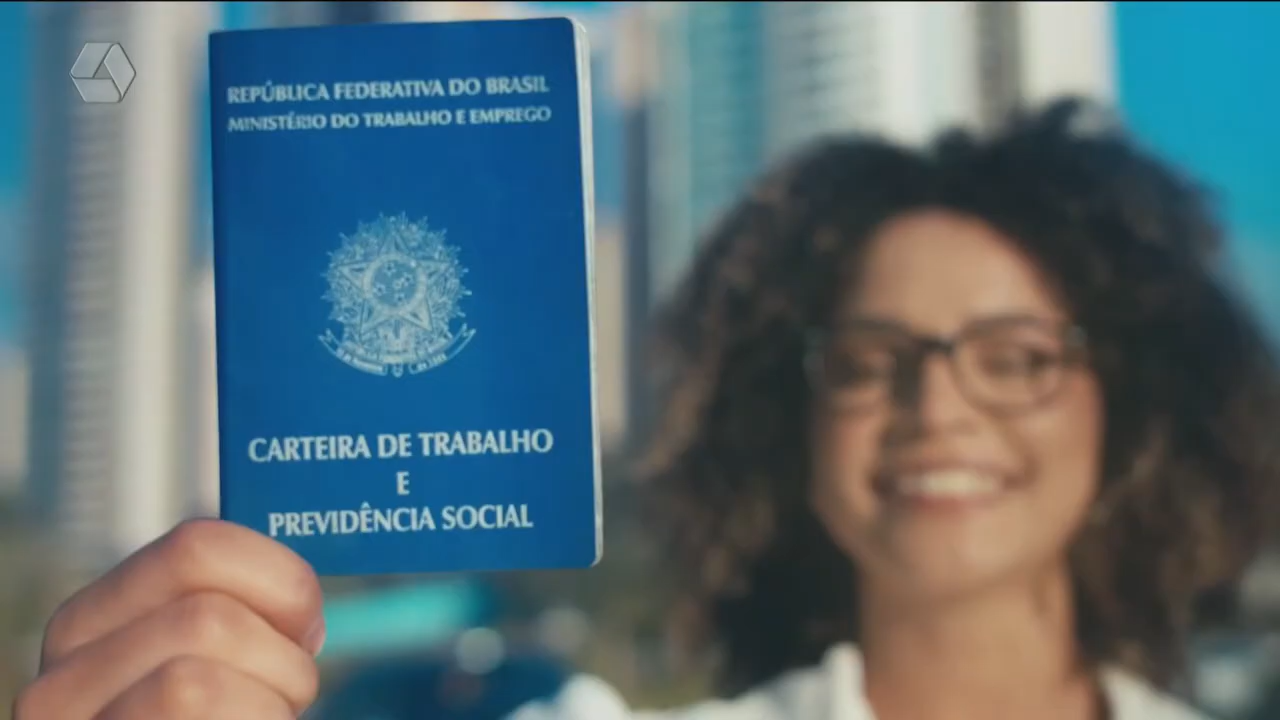 REPÚBLICA FEDERATIVA DO BRASIL
MINISTÉRIO DO TRABALHO E EMPREGO
CARTEIRA DE TRABALHO
E
PREVIDÊNCIA SOCIAL